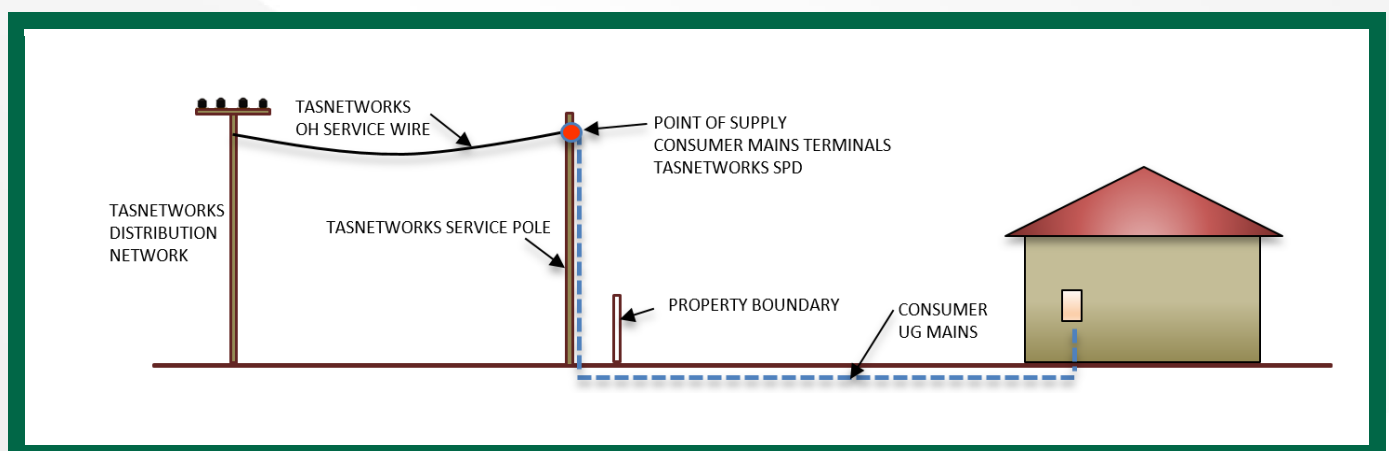 TASNETWORKS
OH SERVICE WIRE
POINT OF SUPPLY
CONSUMER MAINS TERMINALS
TASNETWORKS SPD
TASNETWORKS
DISTRIBUTION
NETWORK
TASNETWORKS SERVICE POLE
PROPERTY BOUNDARY
CONSUMER
UG MAINS